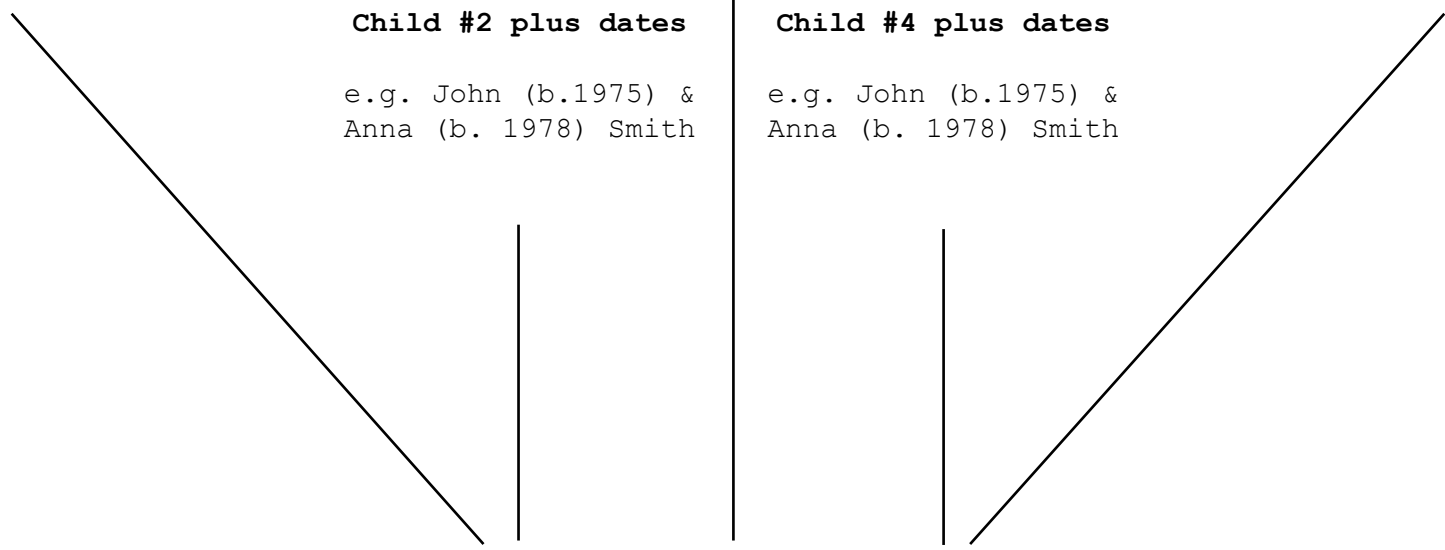 Child #2 plus dates
e.g. John (b.1975) &
Anna (b. 1978) Smith
Child #4 plus dates
e.g. John (b.1975) &
Anna (b. 1978) Smith